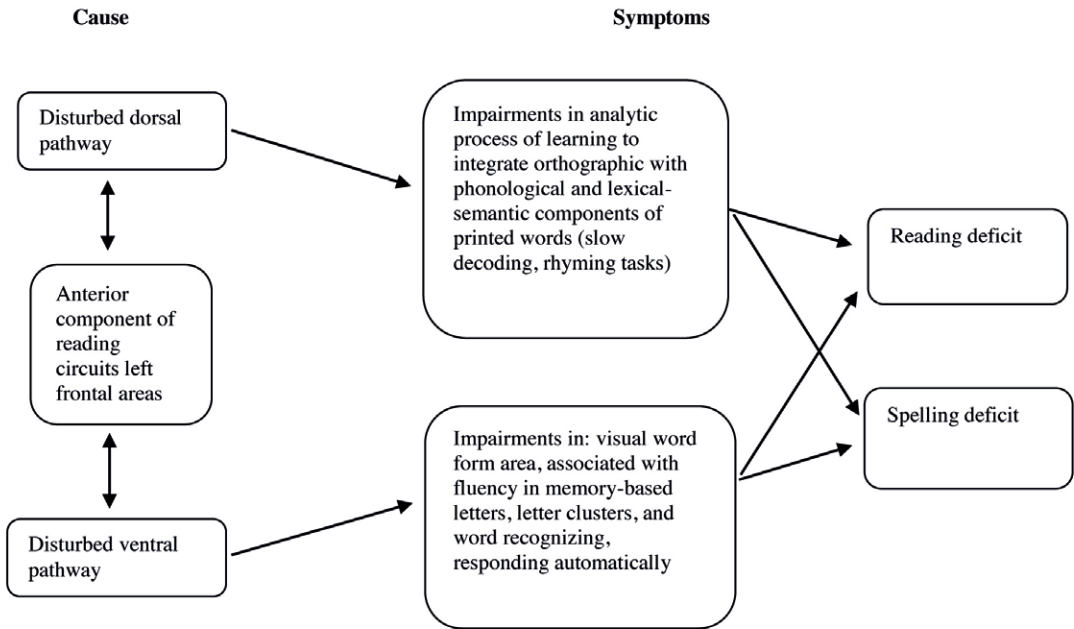 Cause
Symptoms
Disturbed dorsal
pathway
Impairments in analytic
process of learning to
integrate orthographic with
phonological and lexical-
semantic components of
printed words (slow
decoding, rhyming tasks)
Reading deficit
Anterior
component of
reading
circuits left
frontal areas
Spelling deficit
Impairments in: visual word
form area, associated with
fluency in memory-based
letters, letter clusters, and
word recognizing,
responding automatically
Disturbed ventral
pathway